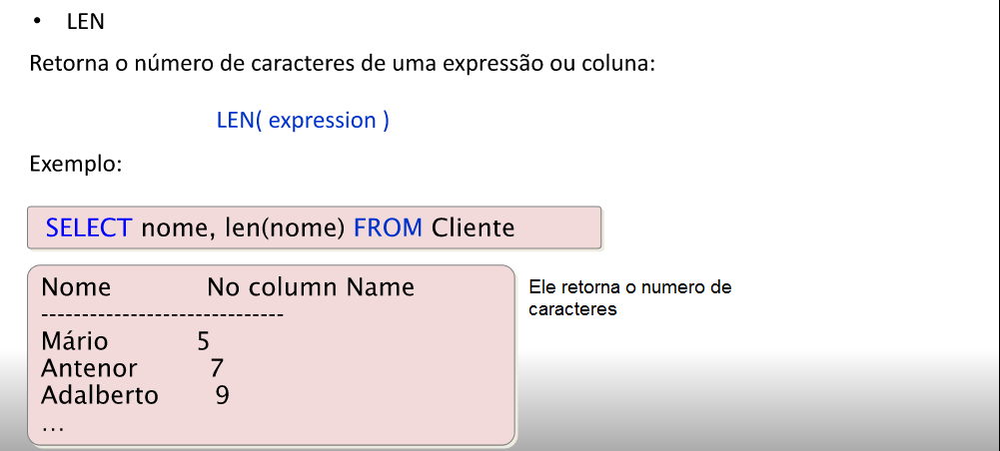 • LEN
Retorna o número de caracteres de uma expressão ou coluna:
LEN( expression )
Exemplo:
SELECT nome, len(nome) FROM Cliente
Nome No column Name
------------------------------
Mário 5
Antenor 7
Adalberto 9
...
Ele retorna o numero de
caracteres